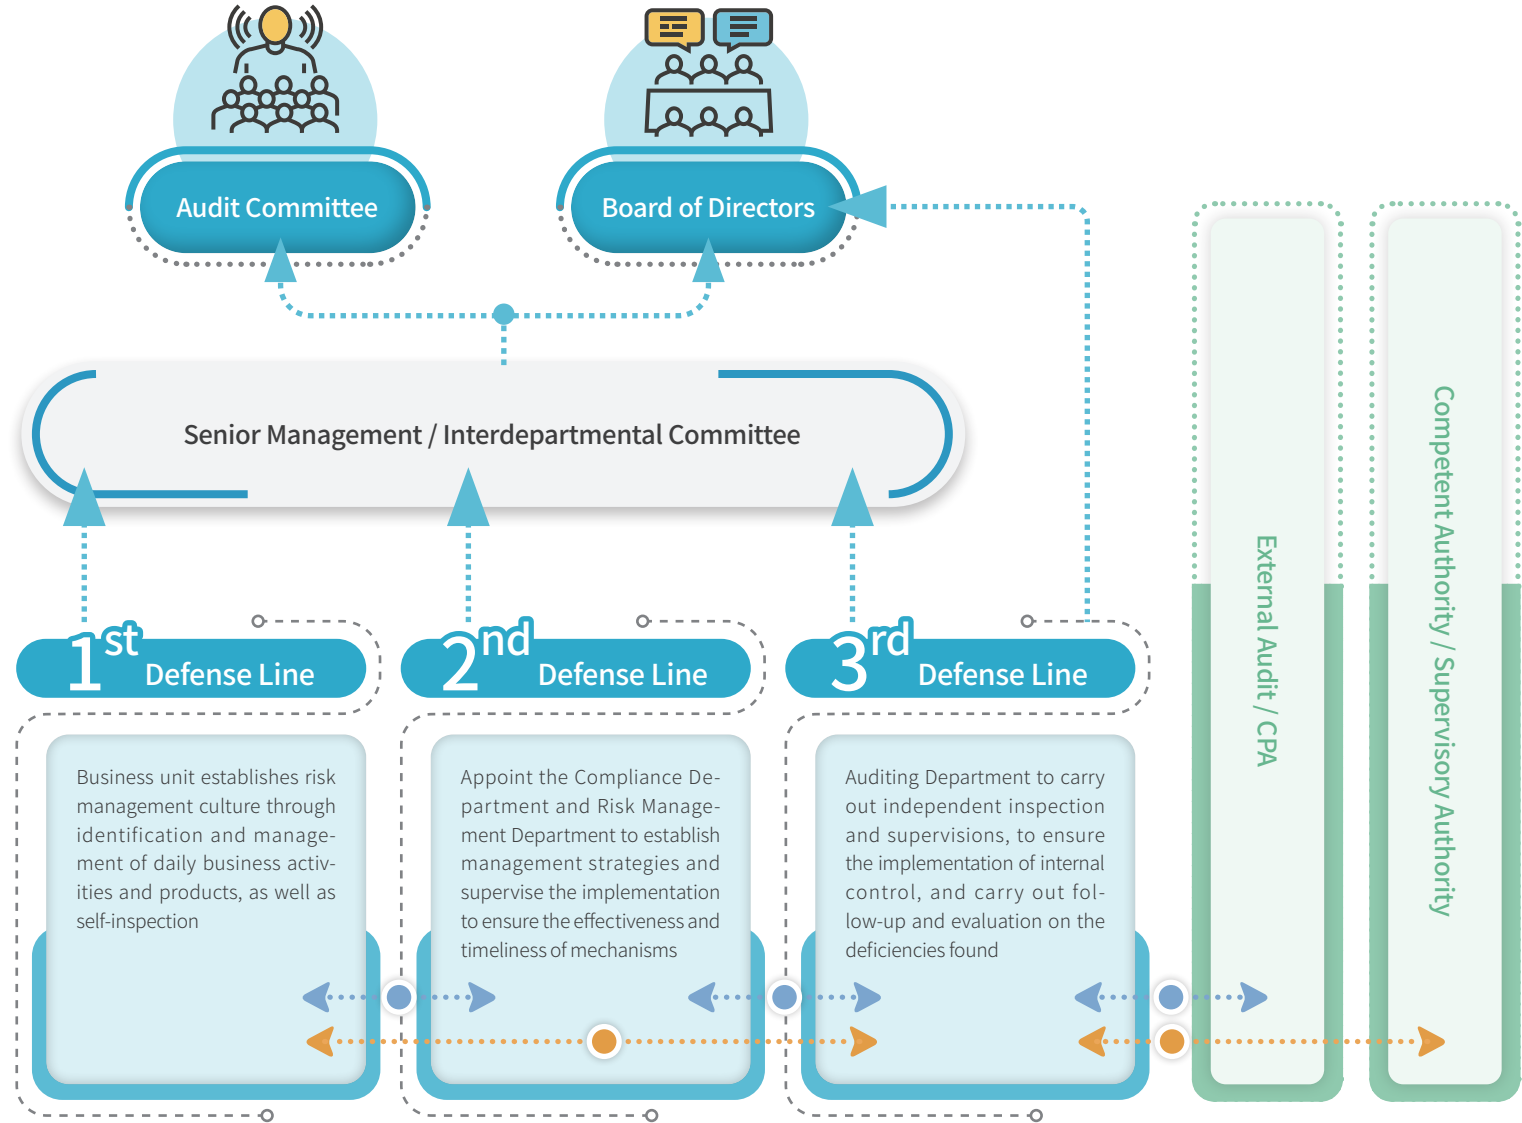 Audit Committee
Board of Directors
Senior Management / Interdepartmental Committee
1st Defense Line
Business unit establishes risk
management culture through
identification and manage-
ment of daily business activ-
ities and products, as well as
self-inspection
2nd Defense Line
Appoint the Compliance De-
partment and Risk Manage-
ment Department to establish
management strategies and
supervise the implementation
to ensure the effectiveness and
timeliness of mechanisms
3rd Defense Line
Auditing Department to carry
out independent inspection
and supervisions, to ensure
the implementation of internal
control, and carry out fol-
low-up and evaluation on the
deficiencies found
External Audit / CPA
Competent Authority / Supervisory Authority